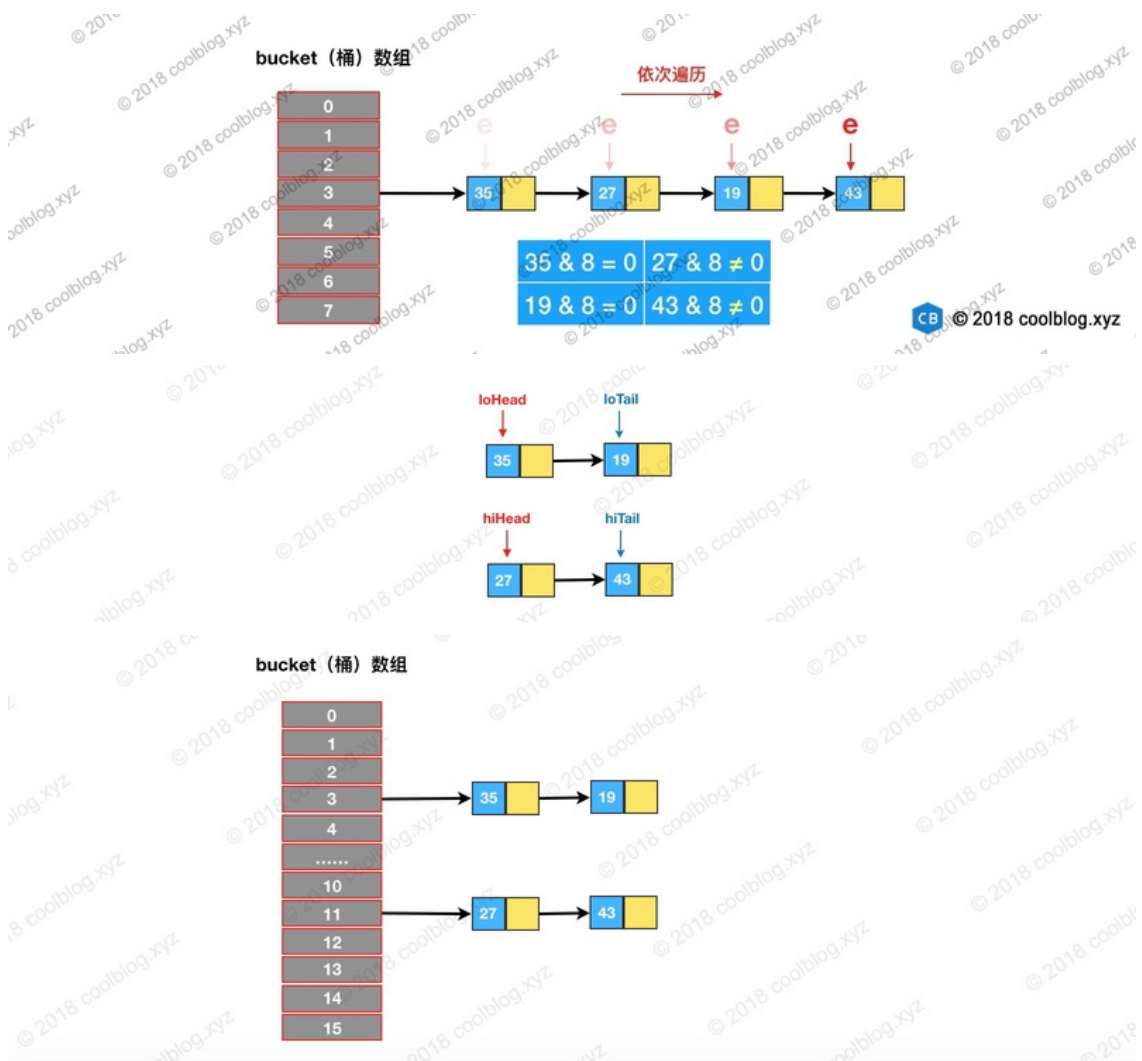 bucket（桶）数组
依次遍历
0
1
2
3
4
5
6
7
e e e e
35 27 19 43
35 & 8 = 0 27 & 8 ≠ 0
19 & 8 = 0 43 & 8 ≠ 0
CB © 2018 coolblog.xyz
loHead loTail
35 19
hiHead hiTail
27 43
bucket（桶）数组
0
1
2
3 35 19
4
......
10
11 27 43
12
13
14
15
© 2018 coolblog.xyz